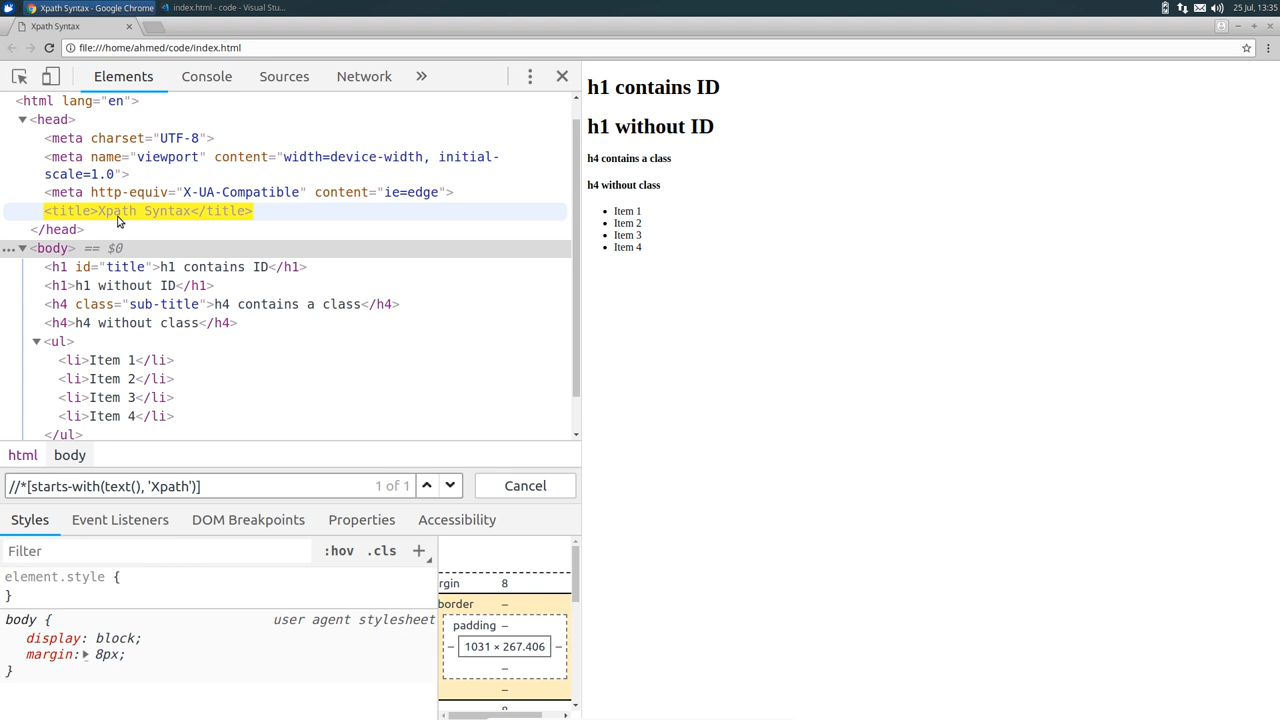 Xpath Syntax - Google Chrome
index.html - code - Visual Stu...
25 Jul, 13:35
Xpath Syntax
file:///home/ahmed/code/index.html
Elements
Console
Sources
Network
»
<html lang="en">
<head>
<meta charset="UTF-8">
<meta name="viewport" content="width=device-width, initial-
scale=1.0">
<meta http-equiv="X-UA-Compatible" content="ie=edge">
<title>Xpath Syntax</title>
</head>
...
<body> == $0
<h1 id="title">h1 contains ID</h1>
<h1>h1 without ID</h1>
<h4 class="sub-title">h4 contains a class</h4>
<h4>h4 without class</h4>
<ul>
<li>Item 1</li>
<li>Item 2</li>
<li>Item 3</li>
<li>Item 4</li>
</ul>
html
body
//*[starts-with(text(), 'Xpath')]
1 of 1
Cancel
Styles
Event Listeners
DOM Breakpoints
Properties
Accessibility
Filter
:hov
.cls
+
element.style {
}
body {
user agent stylesheet
display: block;
margin: 8px;
}
rgin
8
border
–
padding –
–
1031 × 267.406
–
–
–
h1 contains ID
h1 without ID
h4 contains a class
h4 without class
• Item 1
• Item 2
• Item 3
• Item 4